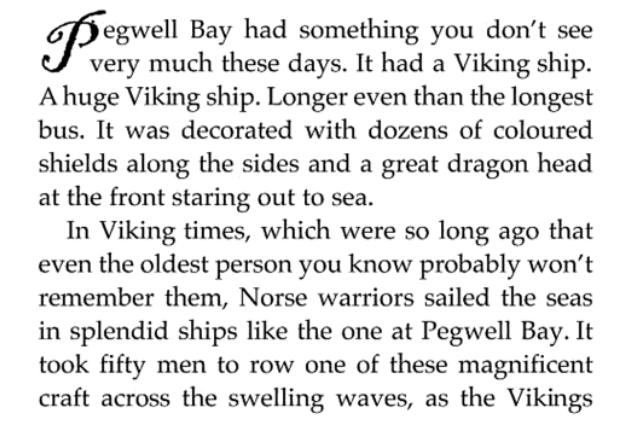 Pegwell Bay had something you don't see
very much these days. It had a Viking ship.
A huge Viking ship. Longer even than the longest
bus. It was decorated with dozens of coloured
shields along the sides and a great dragon head
at the front staring out to sea.
In Viking times, which were so long ago that
even the oldest person you know probably won't
remember them, Norse warriors sailed the seas
in splendid ships like the one at Pegwell Bay. It
took fifty men to row one of these magnificent
craft across the swelling waves, as the Vikings